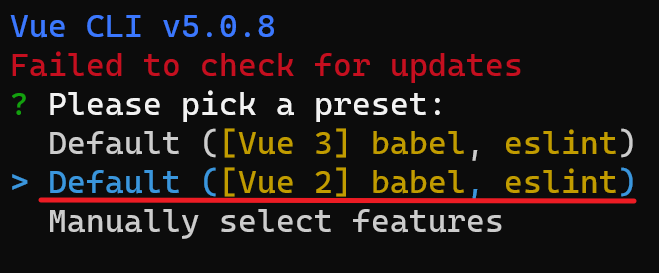 Vue CLI v5.0.8
Failed to check for updates
? Please pick a preset:
Default ([Vue 3] babel, eslint)
> Default ([Vue 2] babel, eslint)
Manually select features